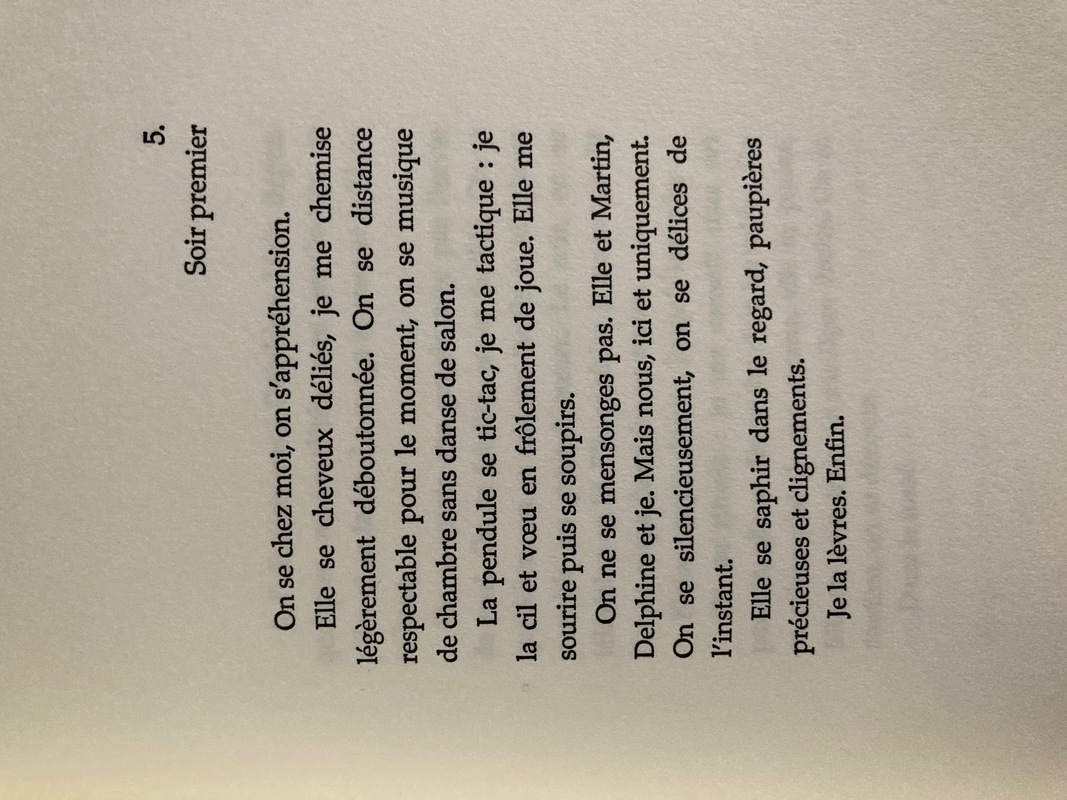 5.
Soir premier
On se chez moi, on s'appréhension.
Elle se cheveux déliés, je me chemise
légèrement déboutonnée. On se distance
respectable pour le moment, on se musique
de chambre sans danse de salon.
La pendule se tic-tac, je me tactique : je
la cil et vœu en frôlement de joue. Elle me
sourire puis se soupirs.
On ne se mensonges pas. Elle et Martin,
Delphine et je. Mais nous, ici et uniquement.
On se silencieusement, on se délices de
l'instant.
Elle se saphir dans le regard, paupières
précieuses et clignements.
Je la lèvres. Enfin.